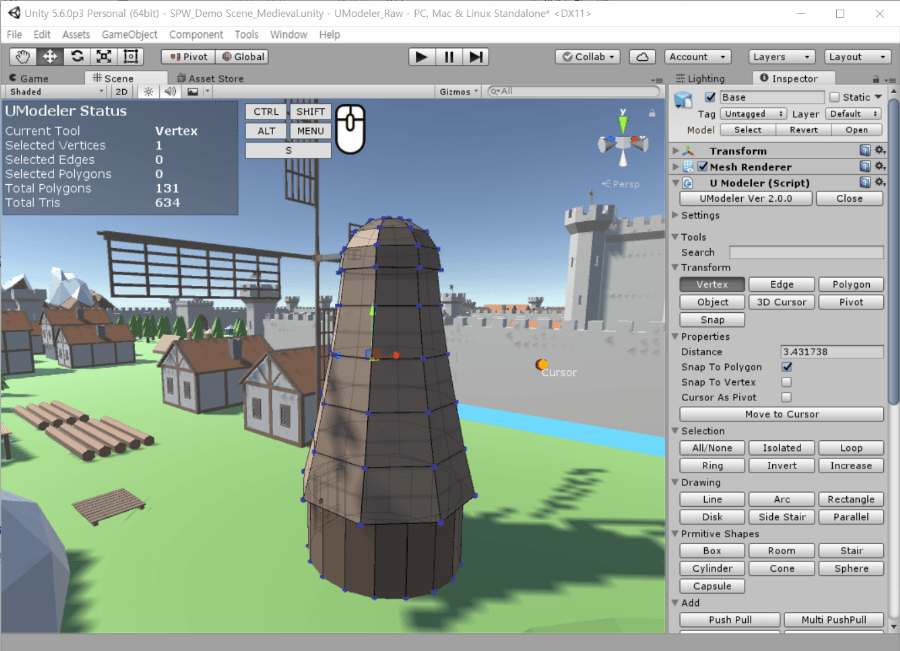 Unity 5.6.0p3 Personal (64bit) - SPW_Demo Scene_Medieval.unity - UModeler_Raw - PC, Mac & Linux Standalone* <DX11>
File Edit Assets GameObject Component Tools Window Help
Pivot Global Collab Account Layers Layout
Game Scene Asset Store Lighting Inspector
Shaded 2D Gizmos All
Base Static
Tag Untagged Layer Default
Model Select Revert Open
UModeler Status
Current Tool Vertex
Selected Vertices 1
Selected Edges 0
Selected Polygons 0
Total Polygons 131
Total Tris 634
CTRL SHIFT
ALT MENU
S
y
Persp
Cursor
Transform
Mesh Renderer
U Modeler (Script)
UModeler Ver 2.0.0 Close
Settings
Tools
Search
Transform
Vertex Edge Polygon
Object 3D Cursor Pivot
Snap
Properties
Distance 3.431738
Snap To Polygon
Snap To Vertex
Cursor As Pivot
Move to Cursor
Selection
All/None Isolated Loop
Ring Invert Increase
Drawing
Line Arc Rectangle
Disk Side Stair Parallel
Prmitive Shapes
Box Room Stair
Cylinder Cone Sphere
Capsule
Add
Push Pull Multi PushPull